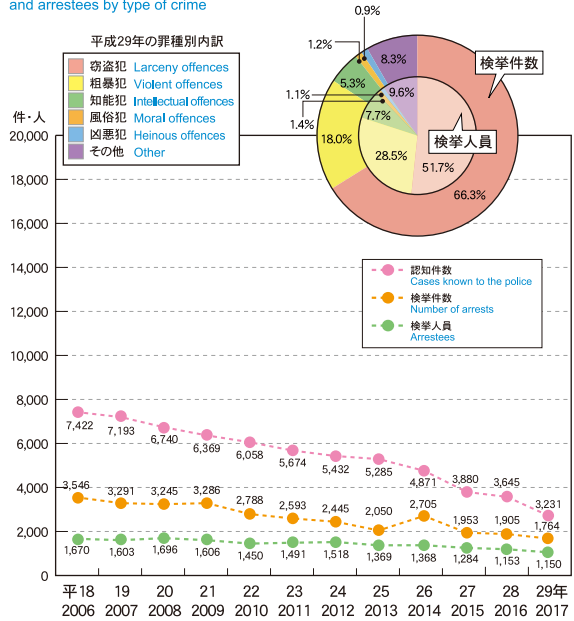 and arrestees by type of crime
平成29年の罪種別内訳
窃盗犯 Larceny offences
粗暴犯 Violent offences
知能犯 Intellectual offences
風俗犯 Moral offences
凶悪犯 Heinous offences
その他 Other
0.9%
1.2%
8.3%
5.3%
18.0%
66.3%
検挙件数
1.1%
1.4%
9.6%
7.7%
28.5%
51.7%
検挙人員
件・人
20,000
18,000
16,000
14,000
12,000
10,000
8,000
6,000
4,000
2,000
0
認知件数
Cases known to the police
検挙件数
Number of arrests
検挙人員
Arrestees
7,422 7,193 6,740 6,369 6,058 5,674 5,432 5,285 4,871 3,880 3,645 3,231
3,546 3,291 3,245 3,286 2,788 2,593 2,445 2,050 2,705 1,953 1,905 1,764
1,670 1,603 1,696 1,606 1,450 1,491 1,518 1,369 1,368 1,284 1,153 1,150
平18 19 20 21 22 23 24 25 26 27 28 29年
2006 2007 2008 2009 2010 2011 2012 2013 2014 2015 2016 2017